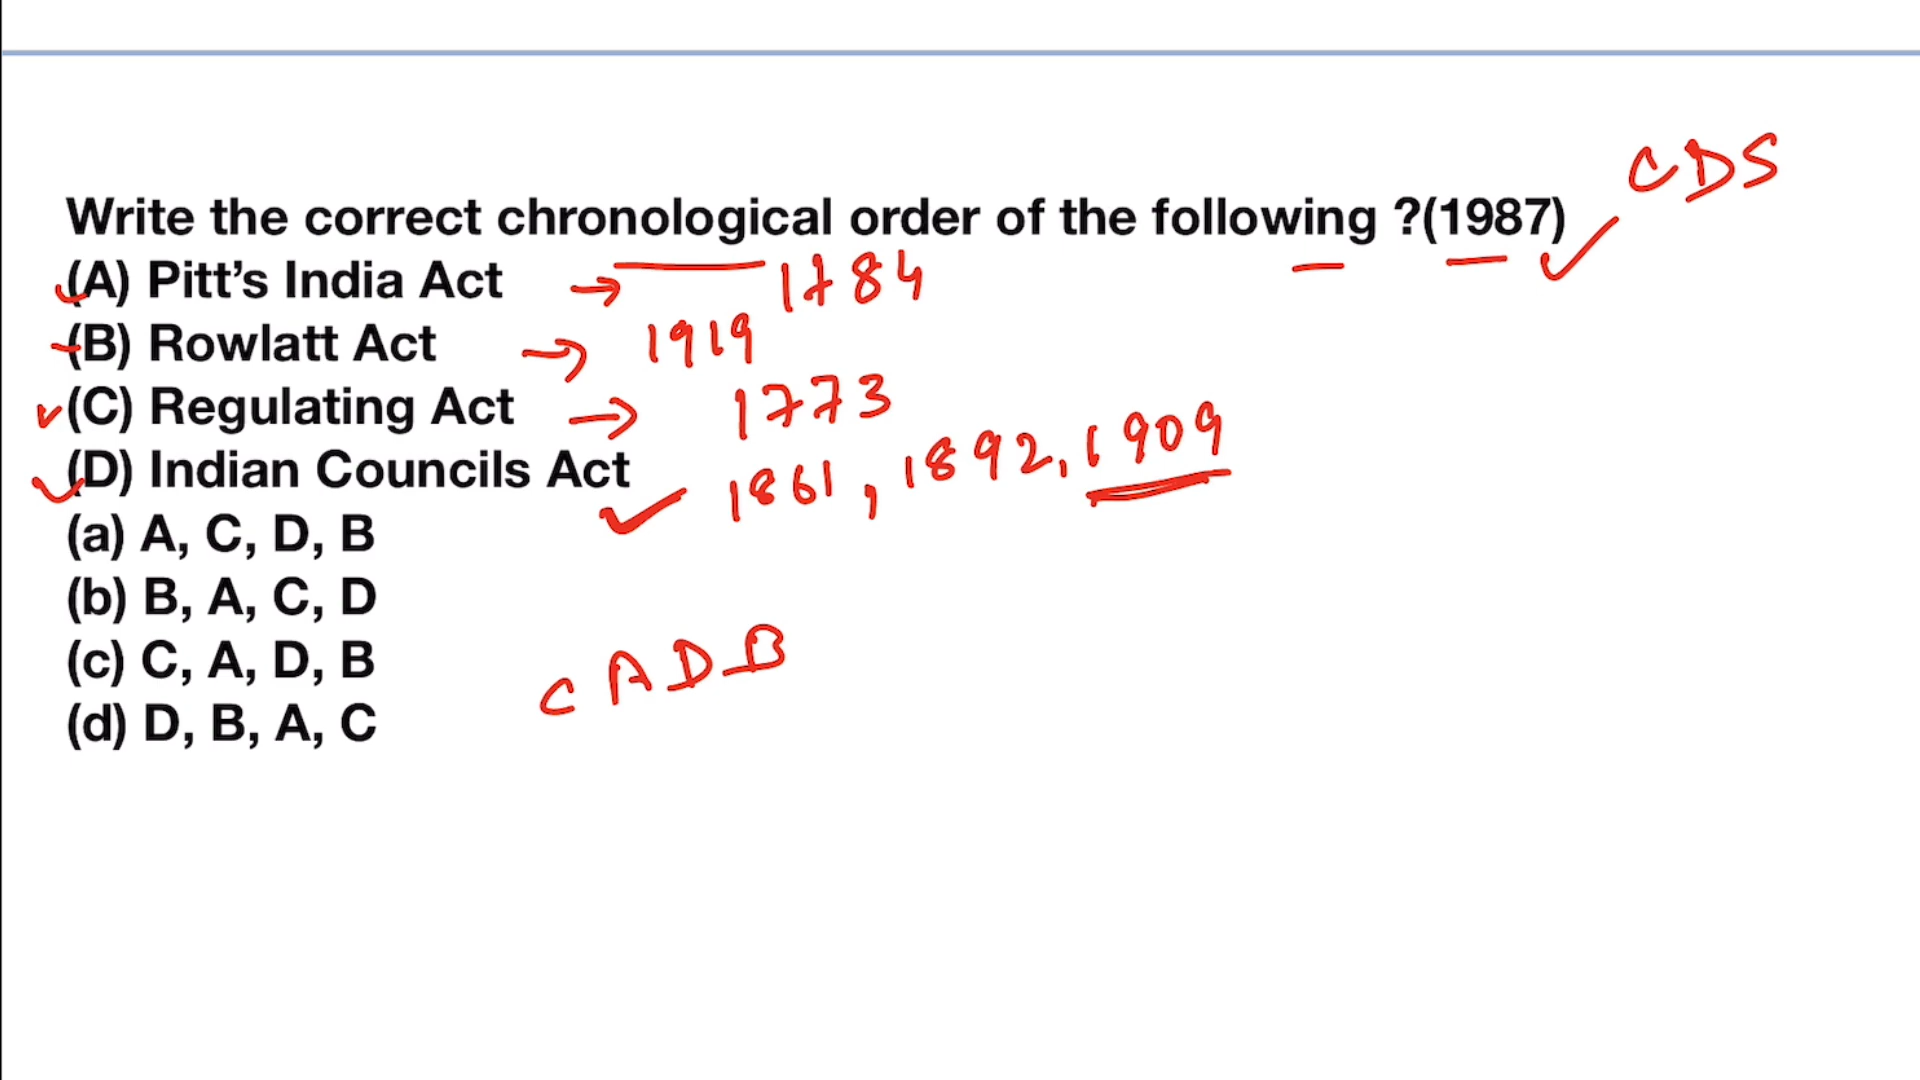 CDS
Write the correct chronological order of the following ?(1987)
(A) Pitt’s India Act → 1784
(B) Rowlatt Act → 1919
(C) Regulating Act → 1773
(D) Indian Councils Act 1861, 1892, 1909
(a) A, C, D, B
(b) B, A, C, D
(c) C, A, D, B
C A D B
(d) D, B, A, C